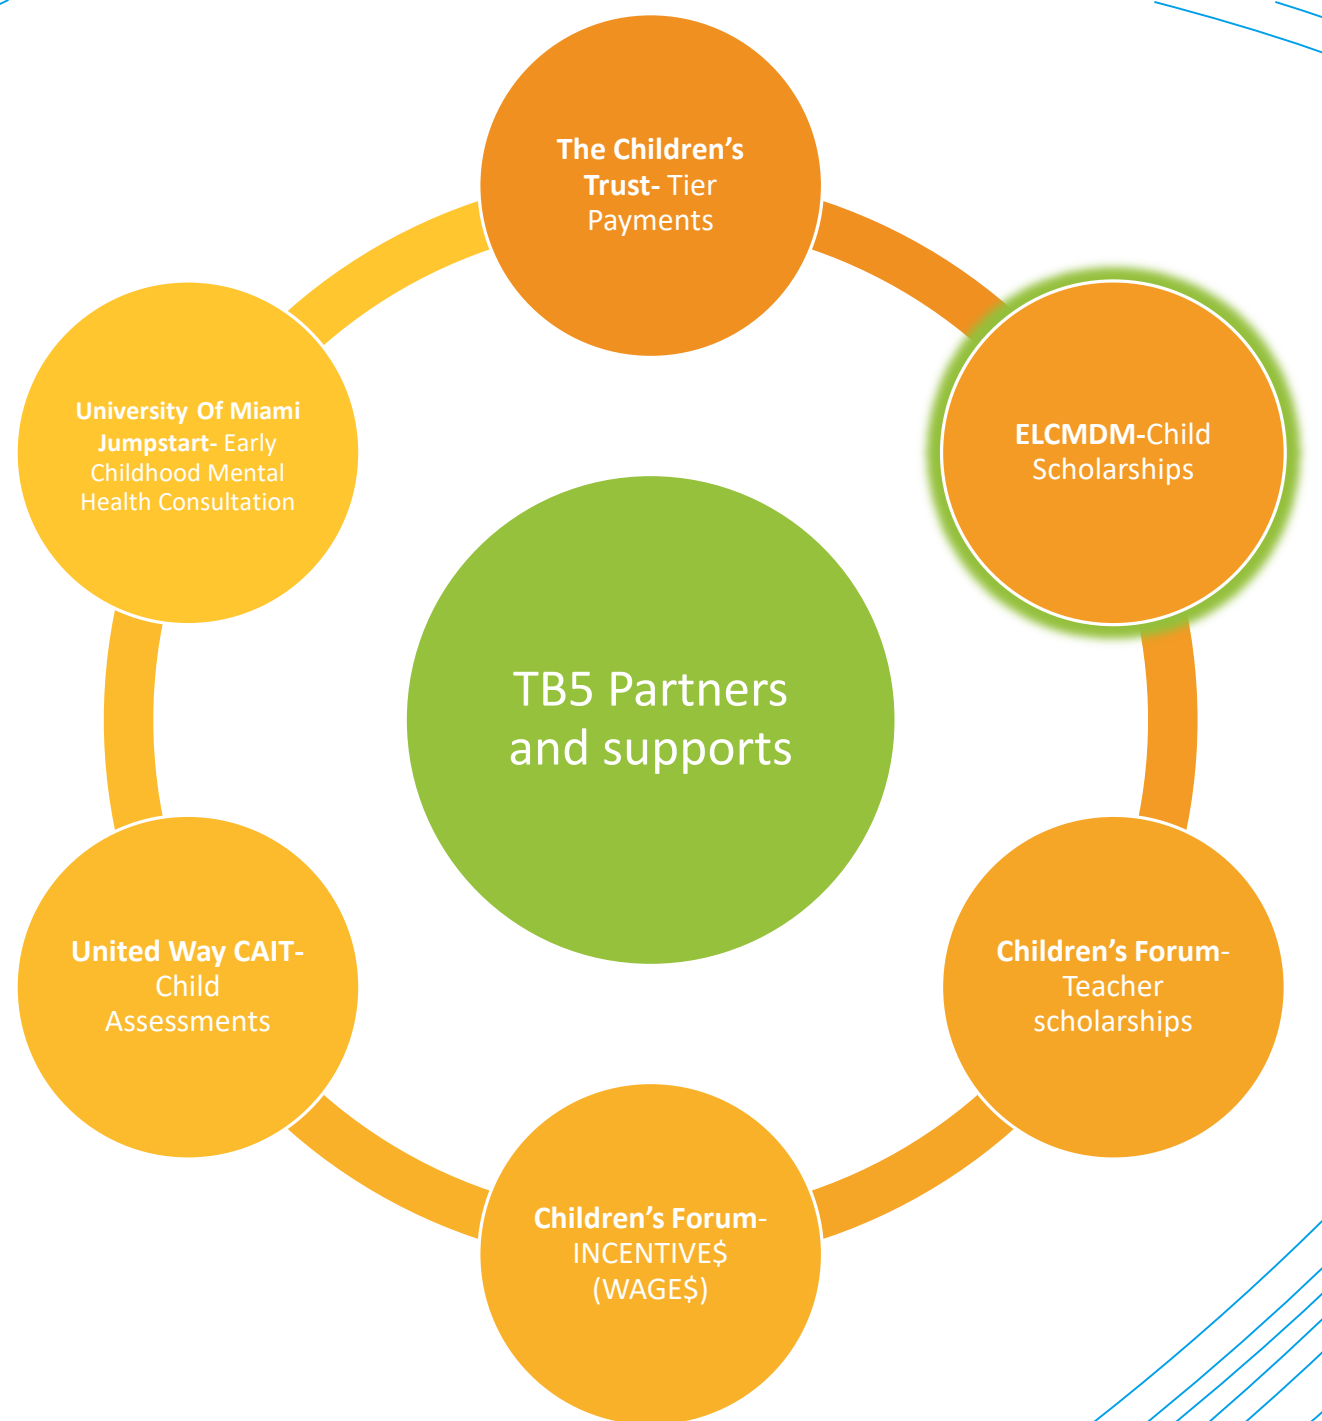 The Children’s
Trust- Tier
Payments
ELCMDM-Child
Scholarships
Children’s Forum-
Teacher
scholarships
Children’s Forum-
INCENTIVE$
(WAGE$)
United Way CAIT-
Child
Assessments
University Of Miami
Jumpstart- Early
Childhood Mental
Health Consultation
TB5 Partners
and supports